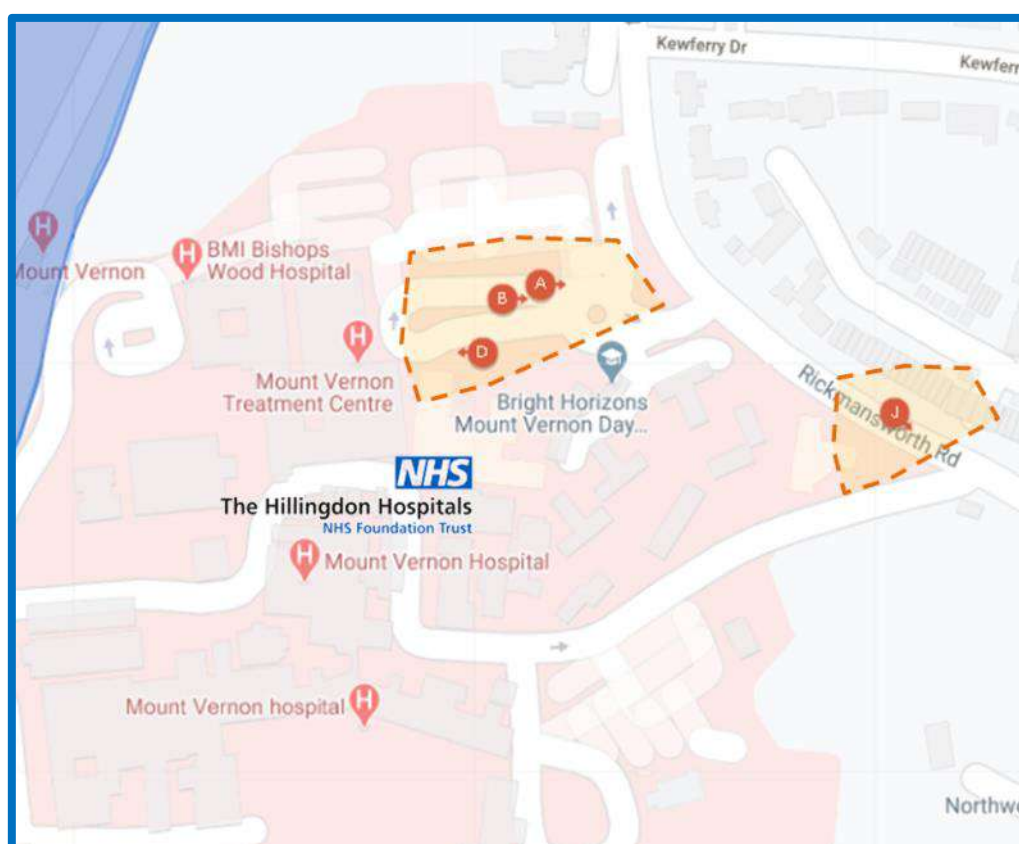 Kewferry Dr
Kewferr
H
Mount Vernon
H
BMI Bishops
Wood Hospital
A
B
D
H
Mount Vernon
Treatment Centre
Bright Horizons
Mount Vernon Day...
J
Rickmansworth Rd
NHS
The Hillingdon Hospitals
NHS Foundation Trust
H
Mount Vernon Hospital
Mount Vernon hospital
H
Northw